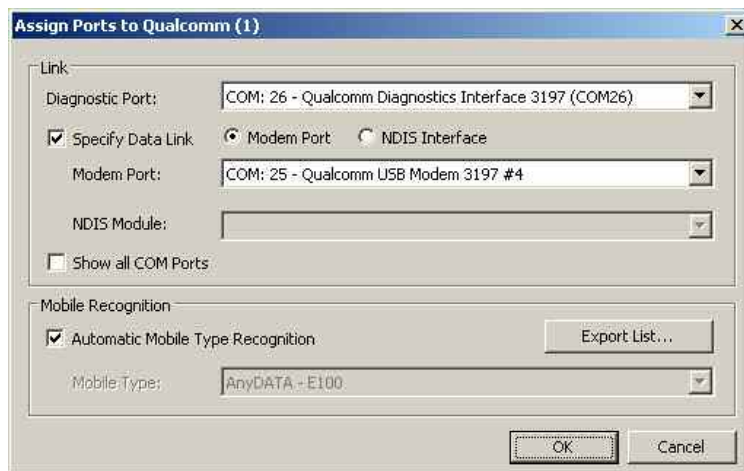 Assign Ports to Qualcomm (1)
Link
Diagnostic Port: COM: 26 - Qualcomm Diagnostics Interface 3197 (COM26)
Specify Data Link Modem Port NDIS Interface
Modem Port: COM: 25 - Qualcomm USB Modem 3197 #4
NDIS Module:
Show all COM Ports
Mobile Recognition
Automatic Mobile Type Recognition Export List...
Mobile Type: AnyDATA - E100
OK Cancel